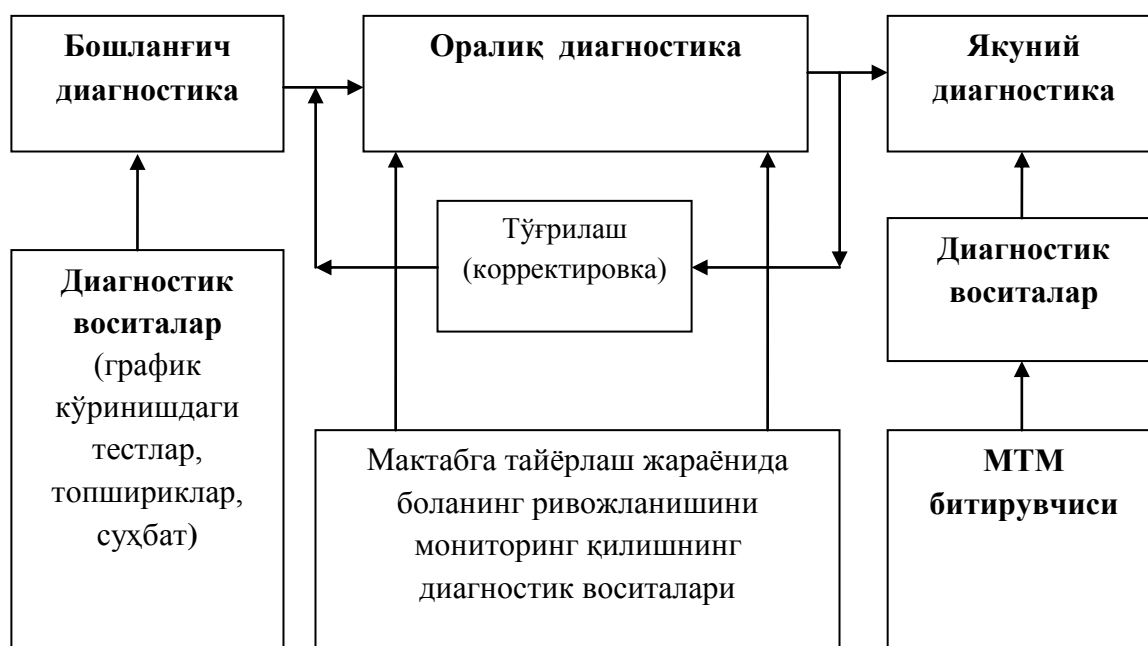 Бошланғич
диагностика
Оралиқ диагностика
Якуний
диагностика
Тўғрилаш
(корректировка)
Диагностик
воситалар
(график
кўринишдаги
тестлар,
топшириклар,
суҳбат)
Мактабга тайёрлаш жараёнида
боланинг ривожланишини
мониторинг қилишнинг
диагностик воситалари
Диагностик
воситалар
МТМ
битирувчиси